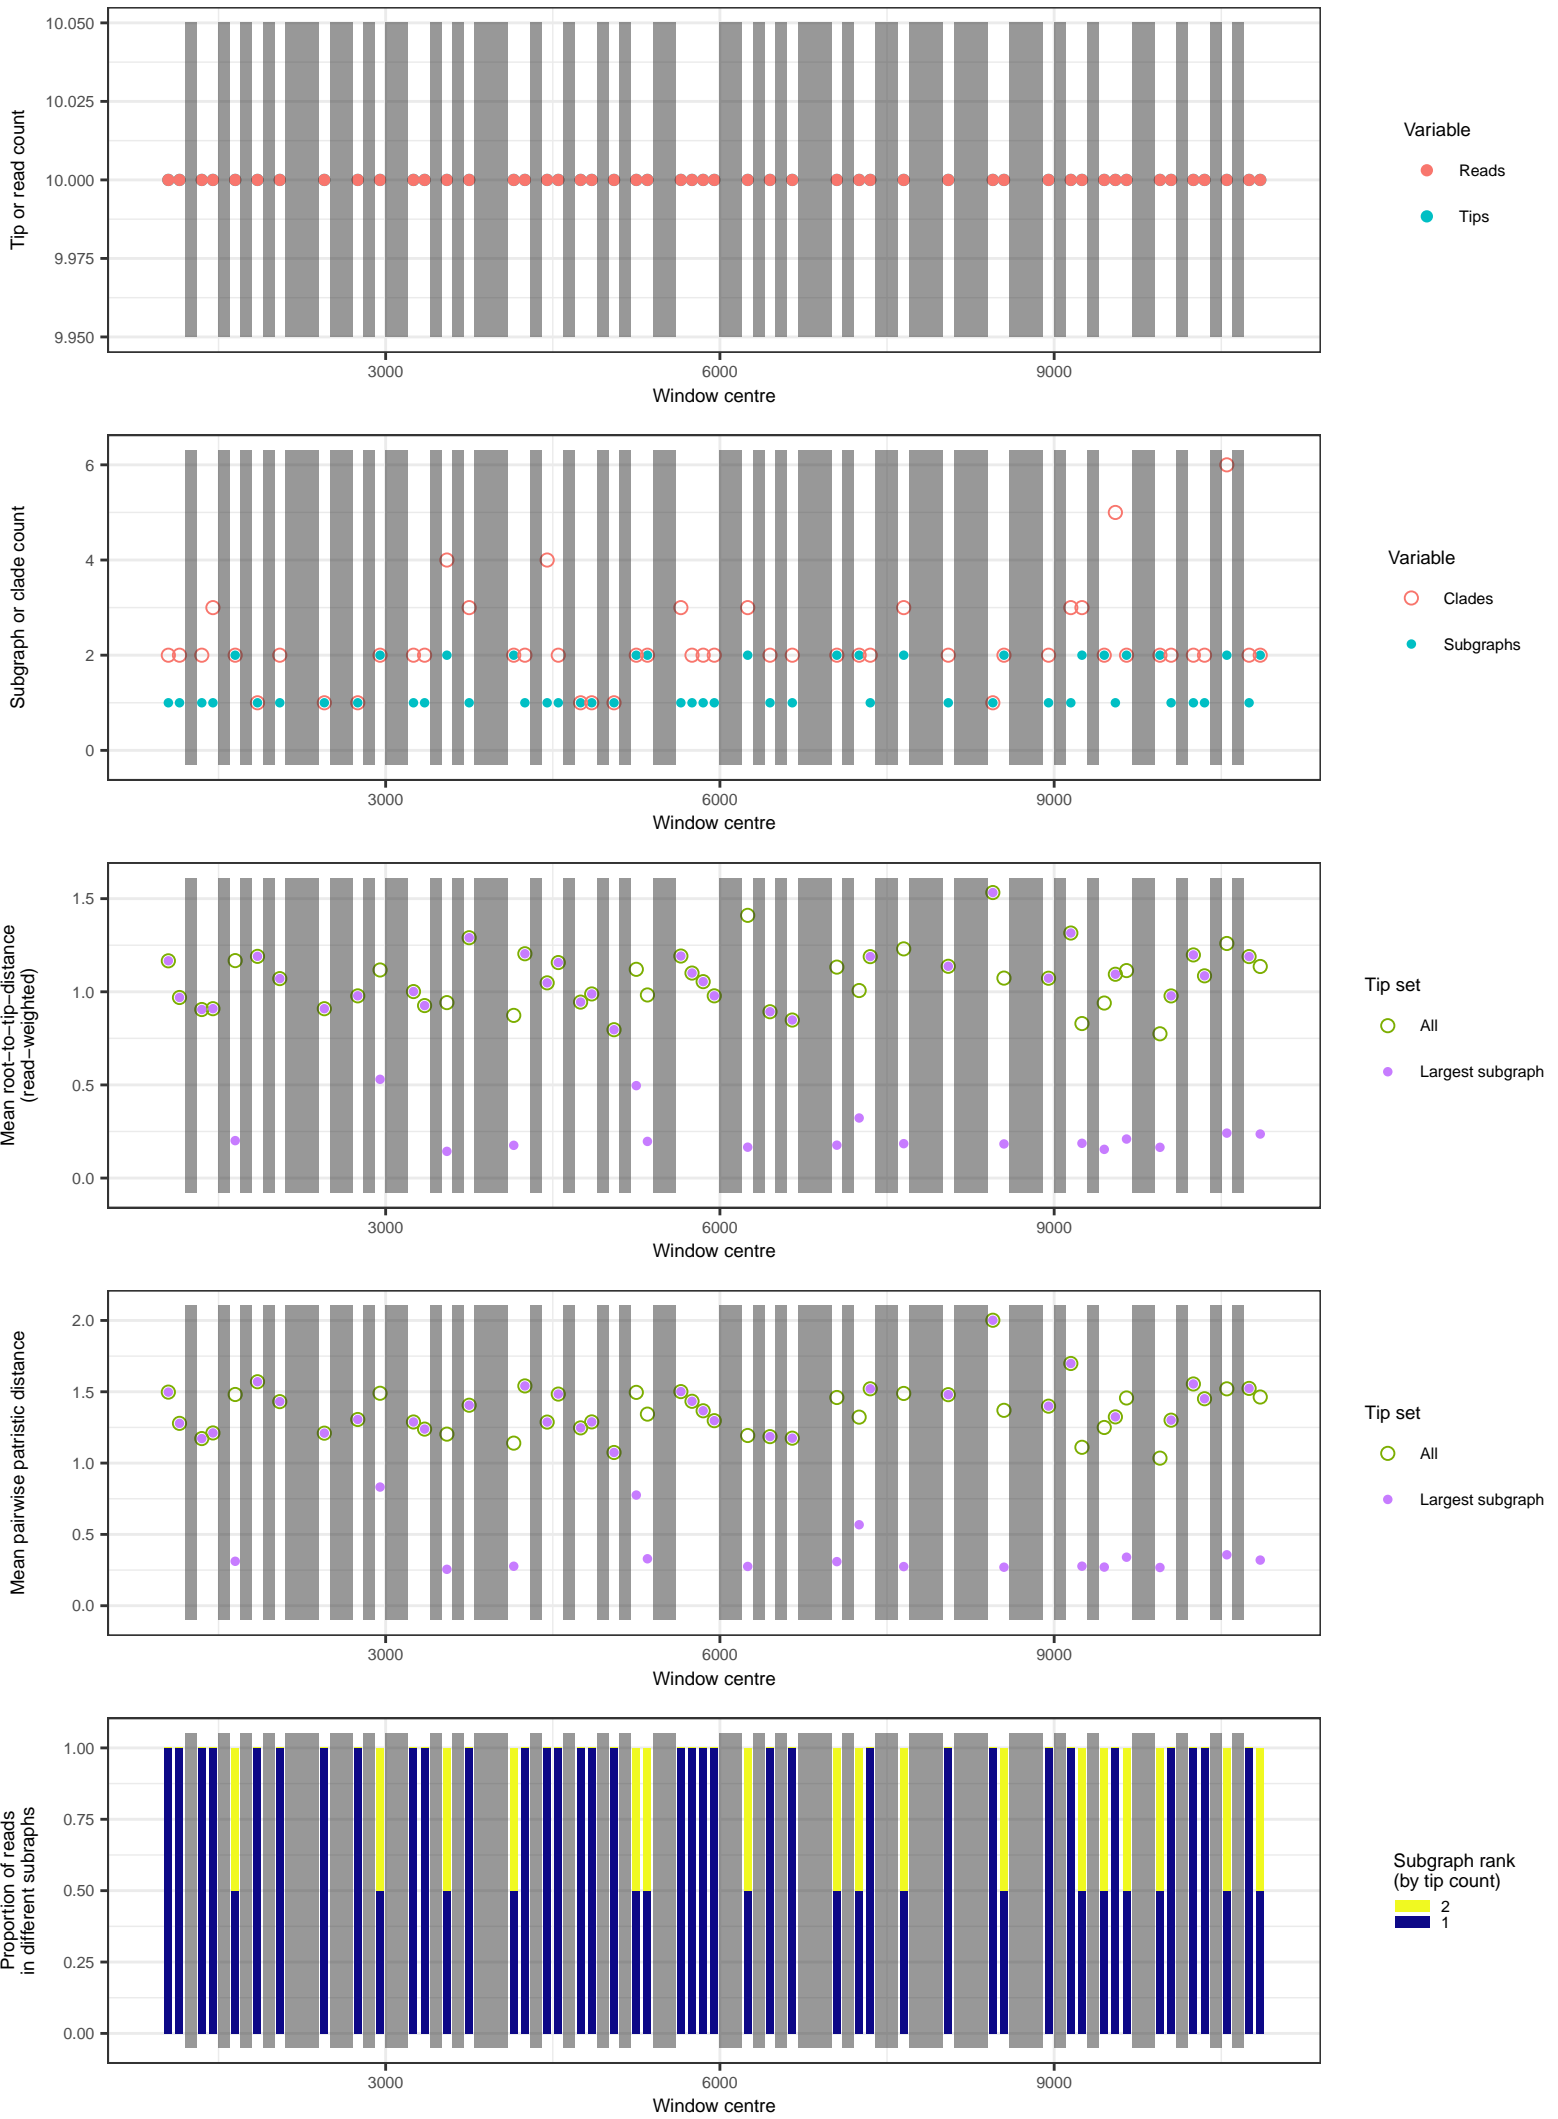 10.050
10.025
10.000
9.975
9.950
Tip or read count
3000
6000
9000
Window centre
Variable
Reads
Tips
6
4
2
0
Subgraph or clade count
3000
6000
9000
Window centre
Variable
Clades
Subgraphs
1.5
1.0
0.5
0.0
Mean root−to−tip−distance
(read−weighted)
3000
6000
9000
Window centre
Tip set
All
Largest subgraph
2.0
1.5
1.0
0.5
0.0
Mean pairwise patristic distance
3000
6000
9000
Window centre
Tip set
All
Largest subgraph
1.00
0.75
0.50
0.25
0.00
Proportion of reads
in different subraphs
3000
6000
9000
Window centre
Subgraph rank
(by tip count)
2
1